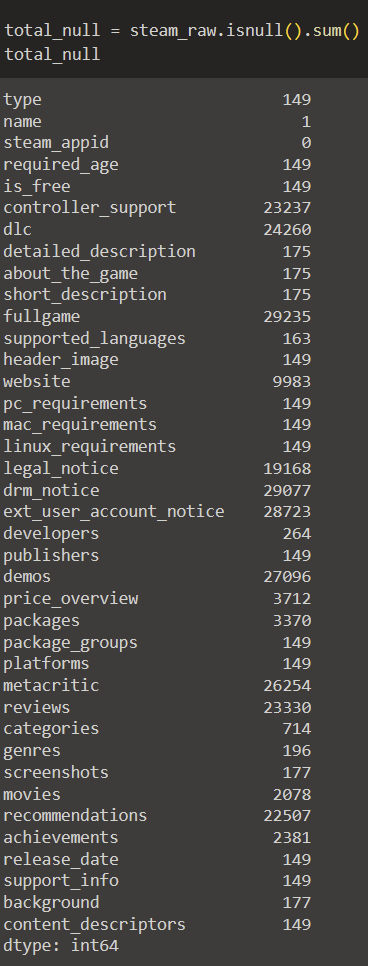 total_null = steam_raw.isnull().sum()
total_null
type 149
name 1
steam_appid 0
required_age 149
is_free 149
controller_support 23237
dlc 24260
detailed_description 175
about_the_game 175
short_description 175
fullgame 29235
supported_languages 163
header_image 149
website 9983
pc_requirements 149
mac_requirements 149
linux_requirements 149
legal_notice 19168
drm_notice 29077
ext_user_account_notice 28723
developers 264
publishers 149
demos 27096
price_overview 3712
packages 3370
package_groups 149
platforms 149
metacritic 26254
reviews 23330
categories 714
genres 196
screenshots 177
movies 2078
recommendations 22507
achievements 2381
release_date 149
support_info 149
background 177
content_descriptors 149
dtype: int64